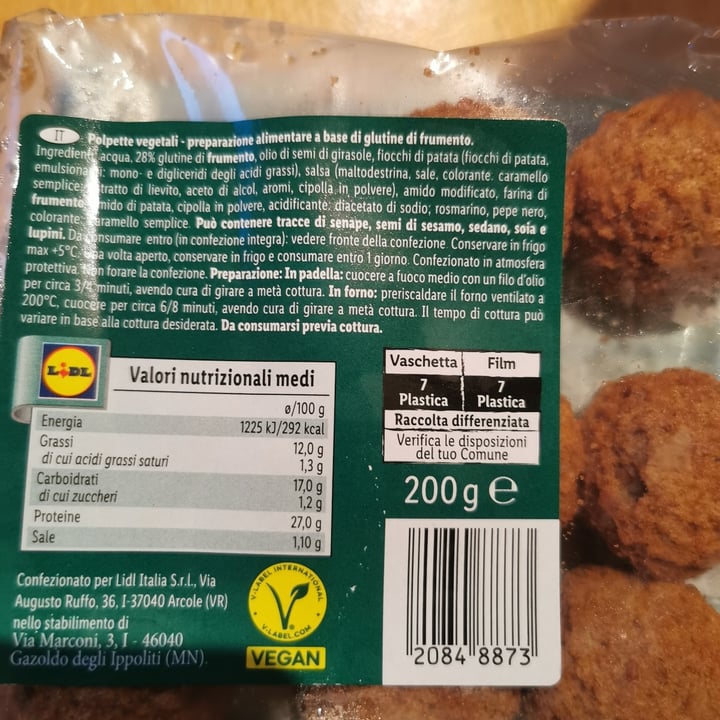 IT Polpette vegetali - preparazione alimentare a base di glutine di frumento.
acqua, 28% glutine di frumento, olio di semi di girasole, fiocchi di patata (fiocchi di patata,
mono- e digliceridi degli acidi grassi), salsa (maltodestrina, sale, colorante: caramello
semplice, di lievito, aceto di alcol, aromi, cipolla in polvere), amido modificato, farina di
frumento, amido di patata, cipolla in polvere, acidificante: diacetato di sodio; rosmarino, pepe nero,
colorante: caramello semplice. Può contenere tracce di senape, semi di sesamo, sedano, soia e
lupini. Da consumare entro (in confezione integra): vedere fronte della confezione. Conservare in frigo
max +5°C. volta aperto, conservare in frigo e consumare entro 1 giorno. Confezionato in atmosfera
protettiva. Non forare la confezione. Preparazione: In padella: cuocere a fuoco medio con un filo d'olio
per circa 3/4 minuti, avendo cura di girare a metà cottura. In forno: preriscaldare il forno ventilato a
200°C, cuocere per circa 6/8 minuti, avendo cura di girare a metà cottura. Il tempo di cottura può
variare in base alla cottura desiderata. Da consumarsi previa cottura.
LIDL
Valori nutrizionali medi
ø/100 g
Energia 1225 kJ/292 kcal
Grassi 12,0 g
di cui acidi grassi saturi 1,3 g
Carboidrati 17,0 g
di cui zuccheri 1,2 g
Proteine 27,0 g
Sale 1,10 g
Vaschetta Film
7 7
Plastica Plastica
Raccolta differenziata
Verifica le disposizioni
del tuo Comune
200 g e
Confezionato per Lidl Italia S.r.l., Via
Augusto Ruffo, 36, I-37040 Arcole (VR)
nello stabilimento di
Via Marconi, 3, I - 46040
Gazoldo degli Ippoliti (MN).
V-LABEL INTERNATIONAL
V-LABEL.COM
VEGAN
2084 8873